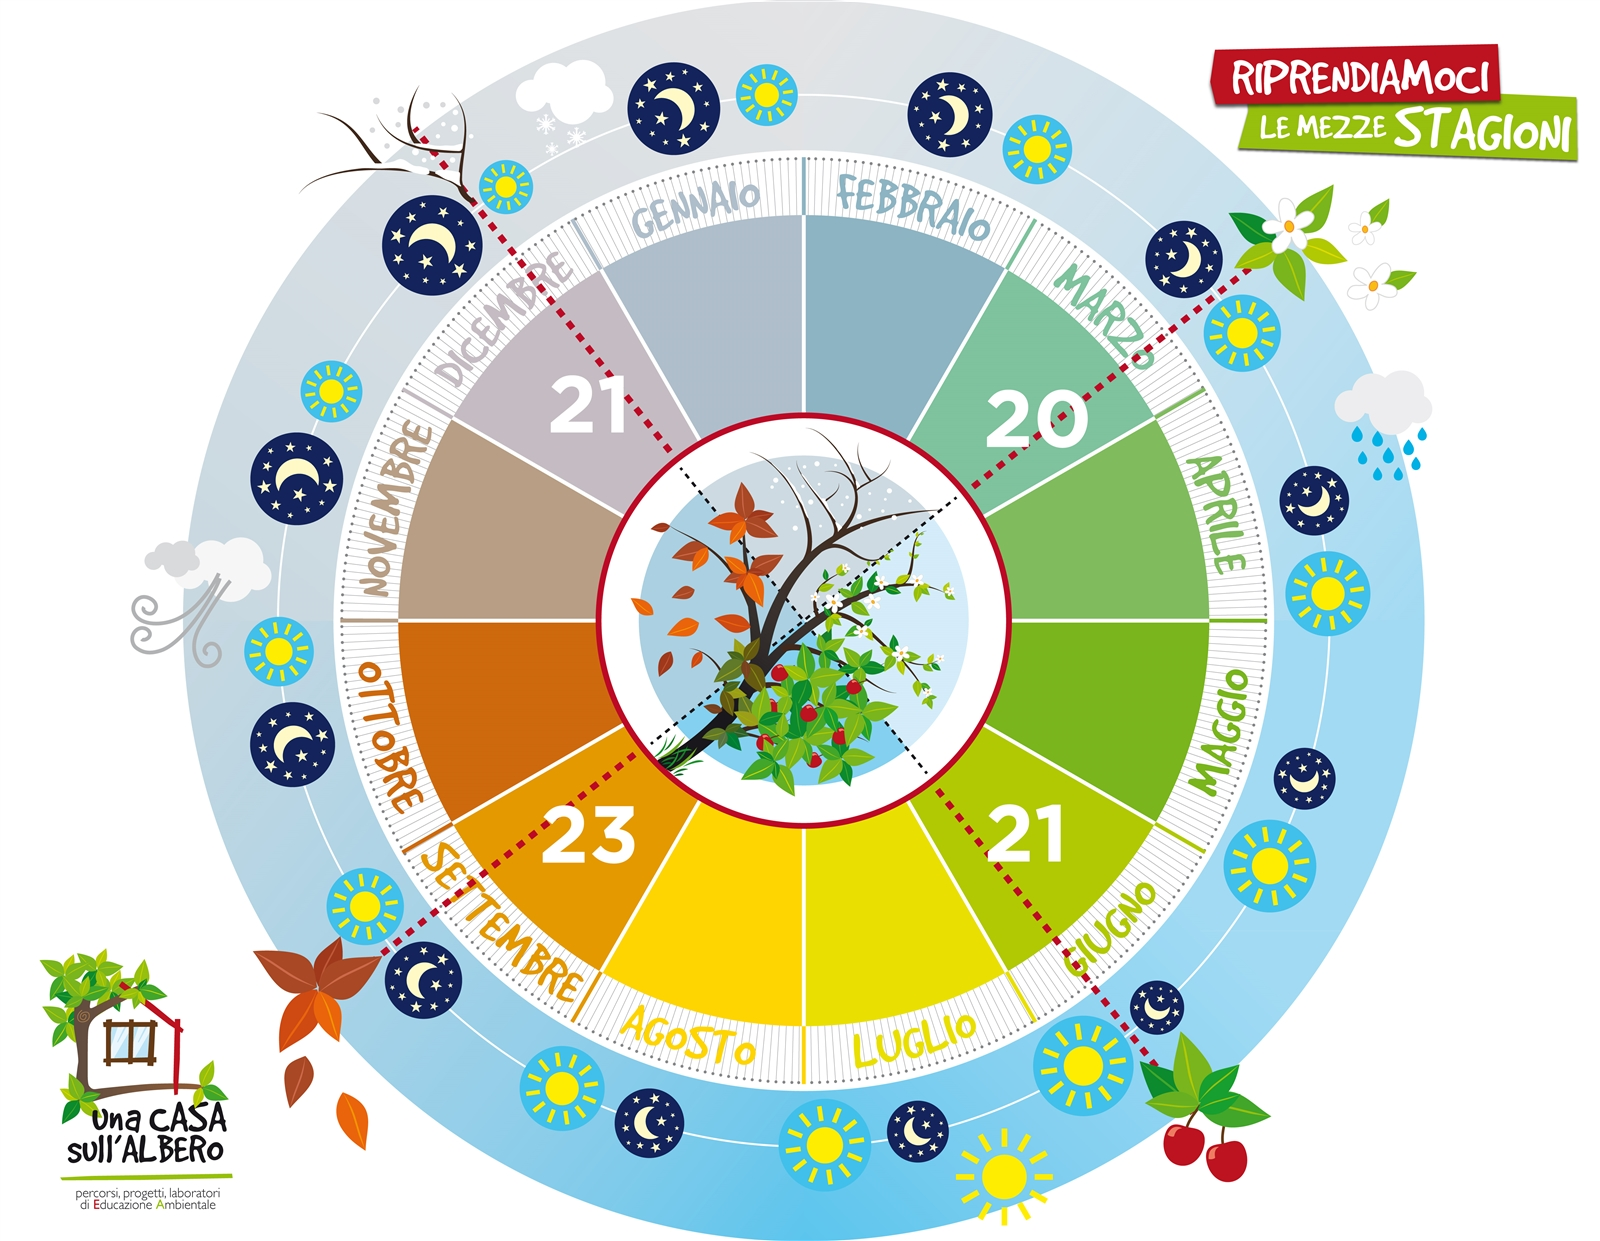 RIPRENDIAMOCI
LE MEZZE STAGIONI
GENNAIO
FEBBRAIO
MARZO
APRILE
MAGGIO
GIUGNO
LUGLIO
AGOSTO
SETTEMBRE
OTTOBRE
NOVEMBRE
DICEMBRE
21
20
23
21
una CASA
sull'ALBERO
percorsi, progetti, laboratori
di Educazione Ambientale